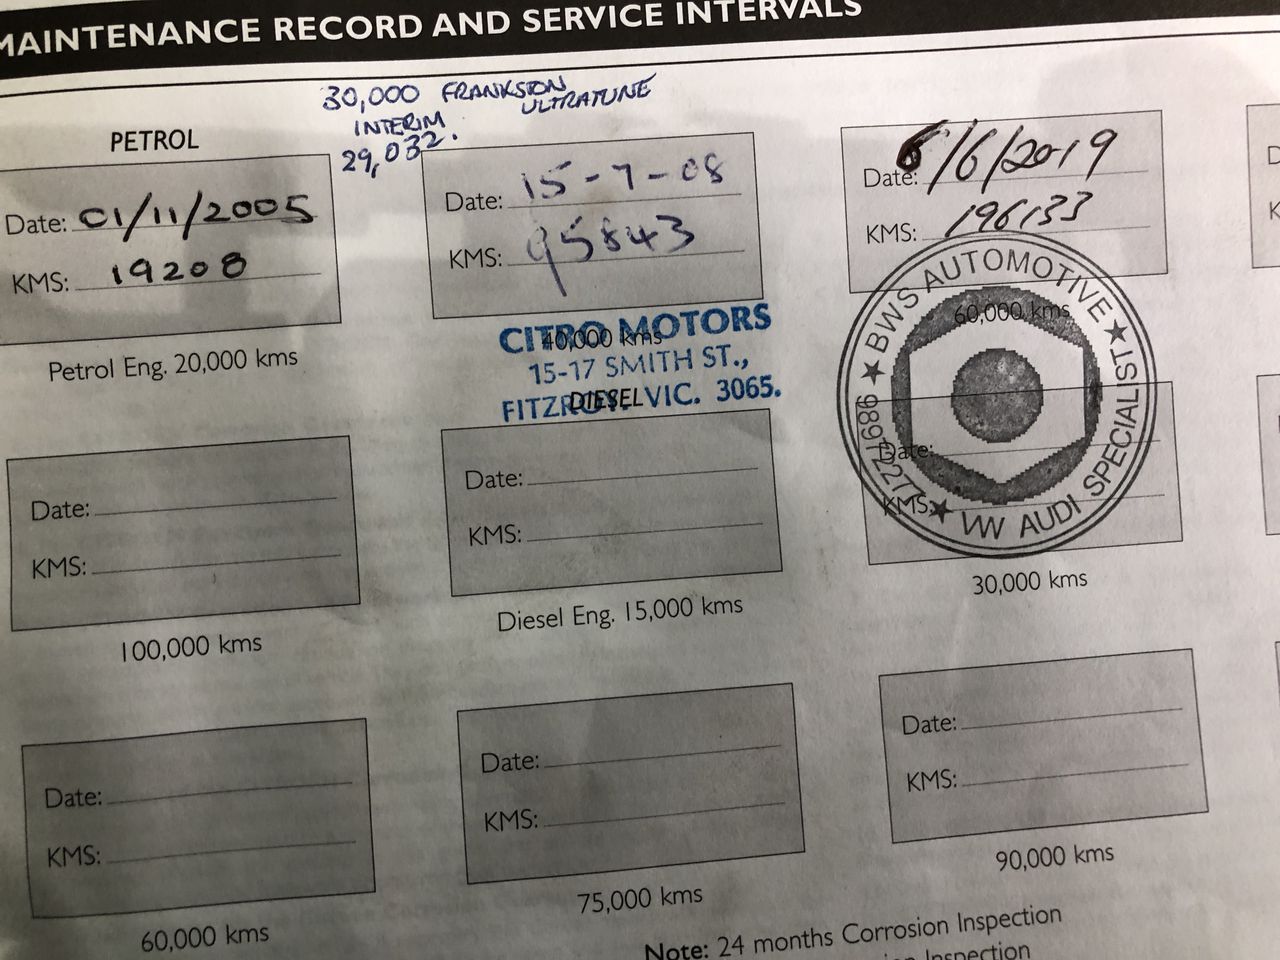 MAINTENANCE RECORD AND SERVICE INTERVALS
30,000 FRANKSTON
ULTRATUNE
INTERIM
29,032.
PETROL
Date: 01/11/2005
KMS: 19208
Petrol Eng. 20,000 kms
Date: 15-7-08
KMS: 95843
40,000 kms
CITRO MOTORS
15-17 SMITH ST.,
FITZROY. VIC. 3065.
DIESEL
Date: 6/6/2019
KMS: 196133
60,000 kms
★ BWS AUTOMOTIVE ★ VW AUDI SPECIALIST ★
Date:
KMS:
100,000 kms
Date:
KMS:
Diesel Eng. 15,000 kms
Date:
KMS:
30,000 kms
Date:
KMS:
60,000 kms
Date:
KMS:
75,000 kms
Date:
KMS:
90,000 kms
Note: 24 months Corrosion Inspection
Inspection